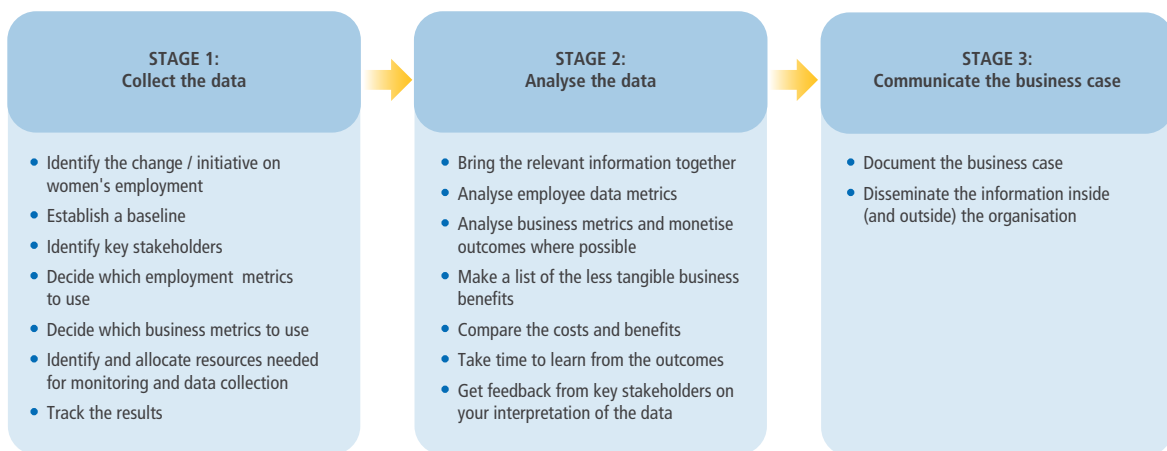 STAGE 1:
Collect the data
• Identify the change / initiative on
women's employment
• Establish a baseline
• Identify key stakeholders
• Decide which employment metrics
to use
• Decide which business metrics to use
• Identify and allocate resources needed
for monitoring and data collection
• Track the results
STAGE 2:
Analyse the data
• Bring the relevant information together
• Analyse employee data metrics
• Analyse business metrics and monetise
outcomes where possible
• Make a list of the less tangible business
benefits
• Compare the costs and benefits
• Take time to learn from the outcomes
• Get feedback from key stakeholders on
your interpretation of the data
STAGE 3:
Communicate the business case
• Document the business case
• Disseminate the information inside
(and outside) the organisation